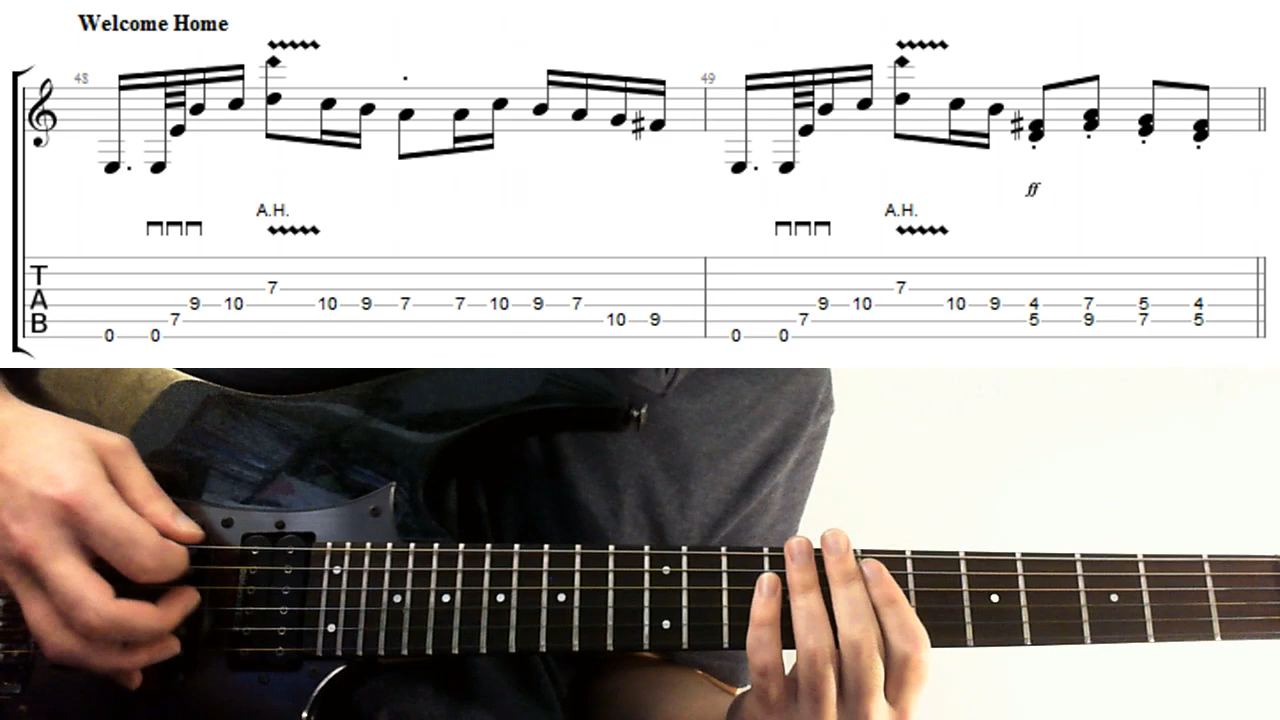 Welcome Home
48 49
ff
A.H. A.H.
T
A
B
7 7
9 10 10 9 7 7 10 9 7 9 10 10 9 4 7 5 4
7 10 9 7 5 9 7 5
0 0 0 0